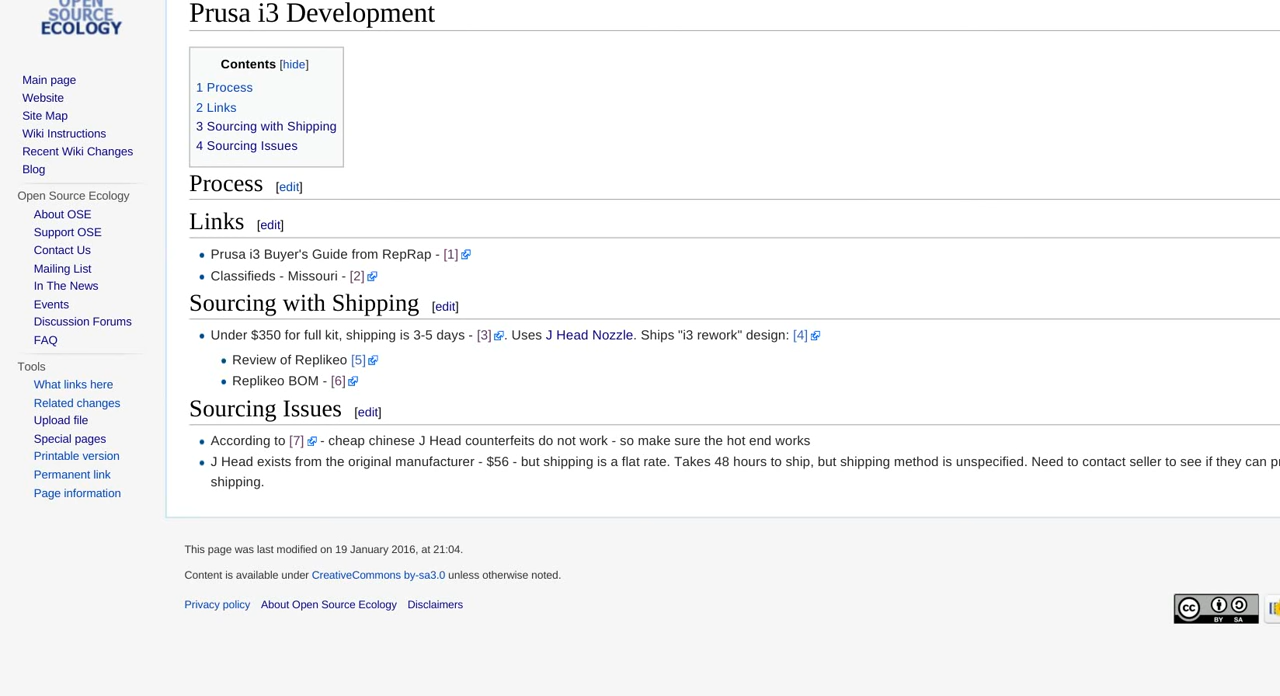 OPEN
SOURCE
ECOLOGY
Main page
Website
Site Map
Wiki Instructions
Recent Wiki Changes
Blog
Open Source Ecology
About OSE
Support OSE
Contact Us
Mailing List
In The News
Events
Discussion Forums
FAQ
Tools
What links here
Related changes
Upload file
Special pages
Printable version
Permanent link
Page information
Prusa i3 Development
Contents [hide]
1 Process
2 Links
3 Sourcing with Shipping
4 Sourcing Issues
Process [edit]
Links [edit]
Prusa i3 Buyer's Guide from RepRap - [1]
Classifieds - Missouri - [2]
Sourcing with Shipping [edit]
Under $350 for full kit, shipping is 3-5 days - [3]. Uses J Head Nozzle. Ships "i3 rework" design: [4]
Review of Replikeo [5]
Replikeo BOM - [6]
Sourcing Issues [edit]
According to [7] - cheap chinese J Head counterfeits do not work - so make sure the hot end works
J Head exists from the original manufacturer - $56 - but shipping is a flat rate. Takes 48 hours to ship, but shipping method is unspecified. Need to contact seller to see if they can
shipping.
This page was last modified on 19 January 2016, at 21:04.
Content is available under CreativeCommons by-sa3.0 unless otherwise noted.
Privacy policy About Open Source Ecology Disclaimers
cc BY SA